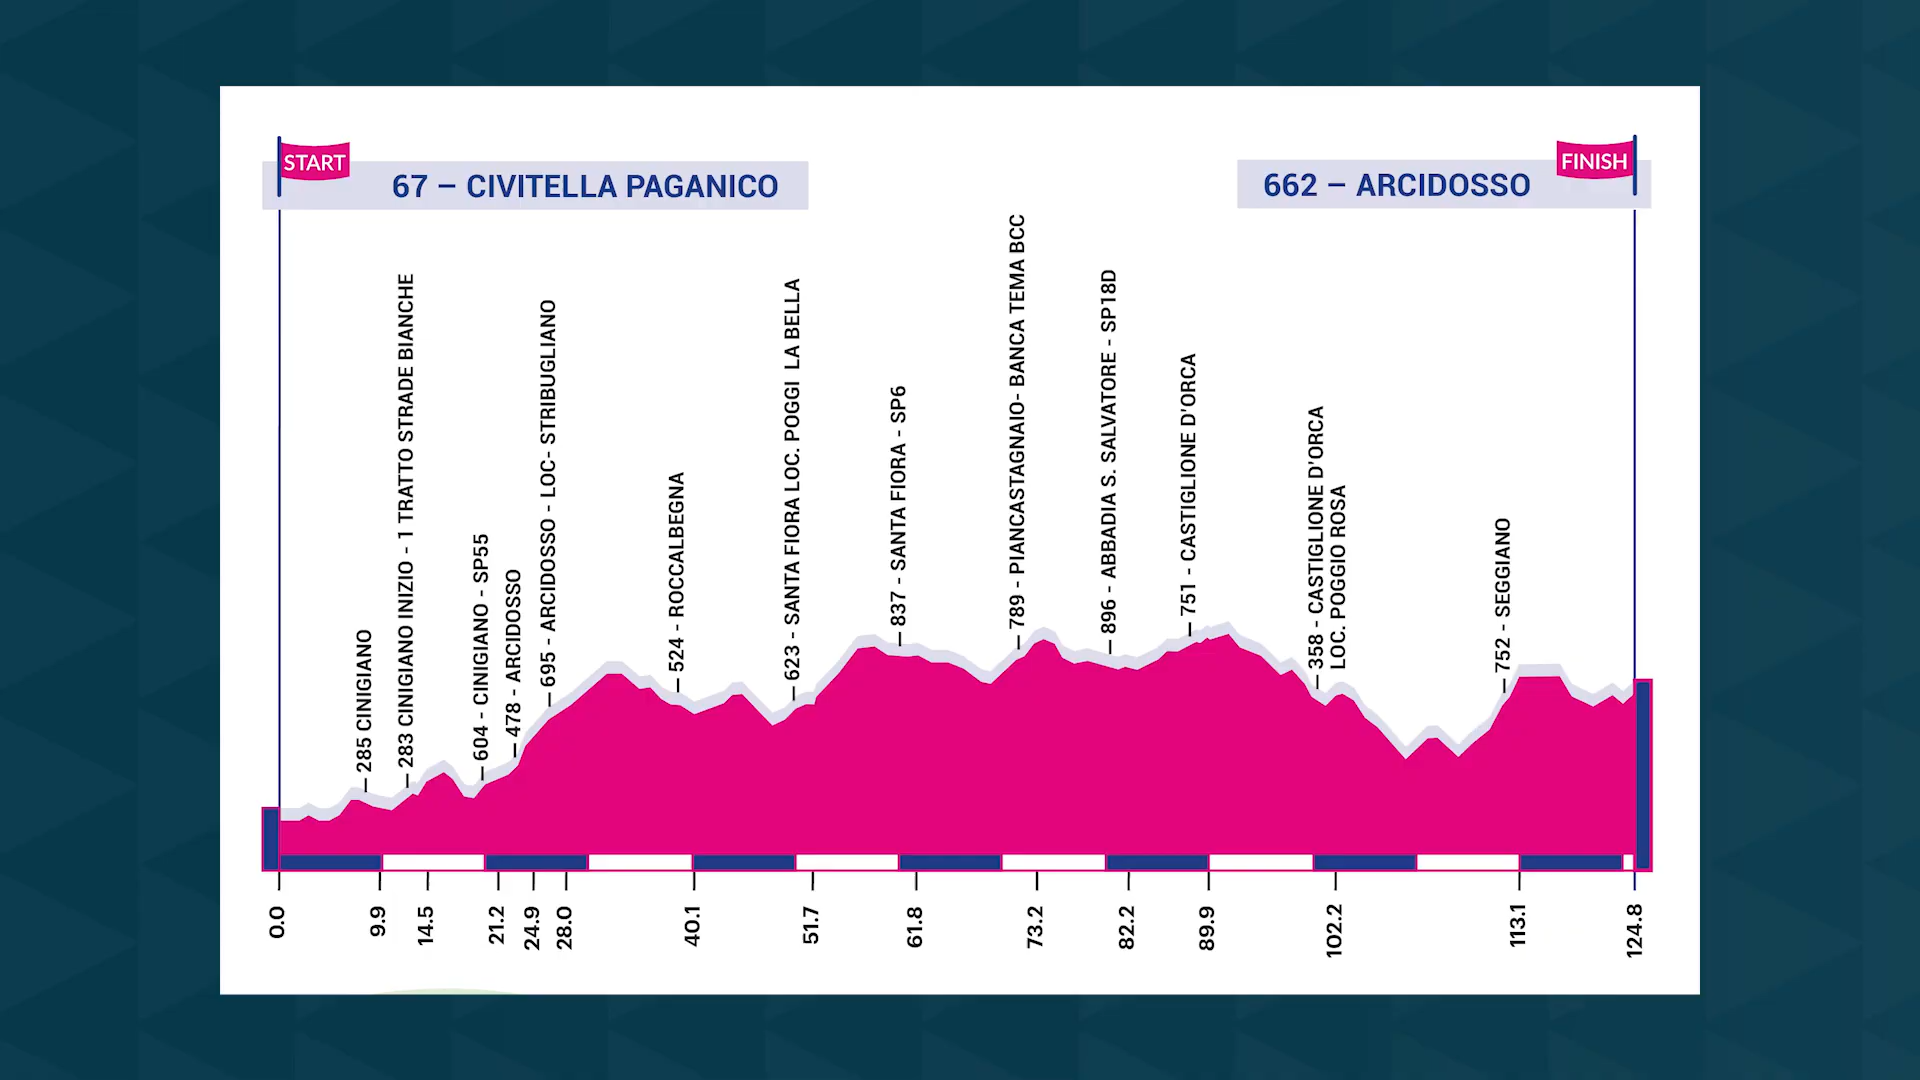 START
67 – CIVITELLA PAGANICO
662 – ARCIDOSSO
FINISH
285 CINIGIANO
283 CINIGIANO INIZIO - 1 TRATTO STRADE BIANCHE
604 - CINIGIANO - SP55
478 - ARCIDOSSO
695 - ARCIDOSSO - LOC- STRIBUGLIANO
524 - ROCCALBEGNA
623 - SANTA FIORA LOC. POGGI LA BELLA
837 - SANTA FIORA - SP6
789 - PIANCASTAGNAIO- BANCA TEMA BCC
896 - ABBADIA S. SALVATORE - SP18D
751 - CASTIGLIONE D'ORCA
358 - CASTIGLIONE D'ORCA
LOC. POGGIO ROSA
752 - SEGGIANO
0.0
9.9
14.5
21.2
24.9
28.0
40.1
51.7
61.8
73.2
82.2
89.9
102.2
113.1
124.8